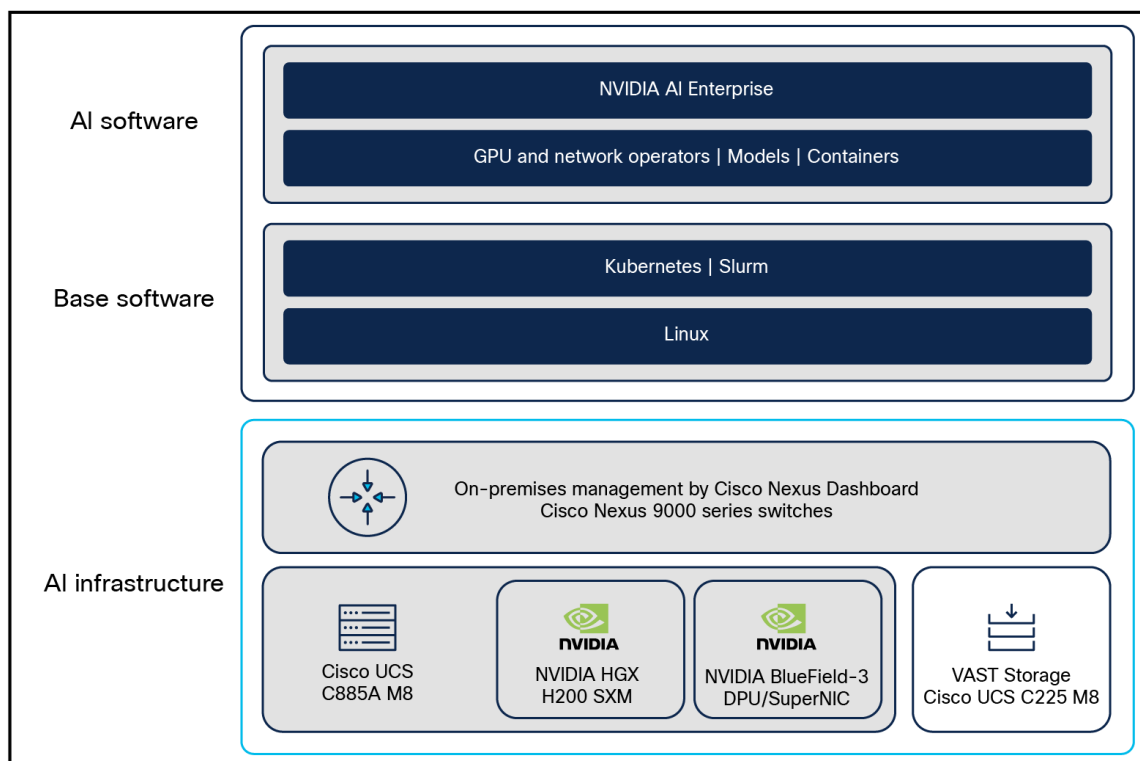 AI software
NVIDIA AI Enterprise
GPU and network operators | Models | Containers
Base software
Kubernetes | Slurm
Linux
AI infrastructure
On-premises management by Cisco Nexus Dashboard
Cisco Nexus 9000 series switches
Cisco UCS
C885A M8
NVIDIA
NVIDIA HGX
H200 SXM
NVIDIA
NVIDIA BlueField-3
DPU/SuperNIC
VAST Storage
Cisco UCS C225 M8